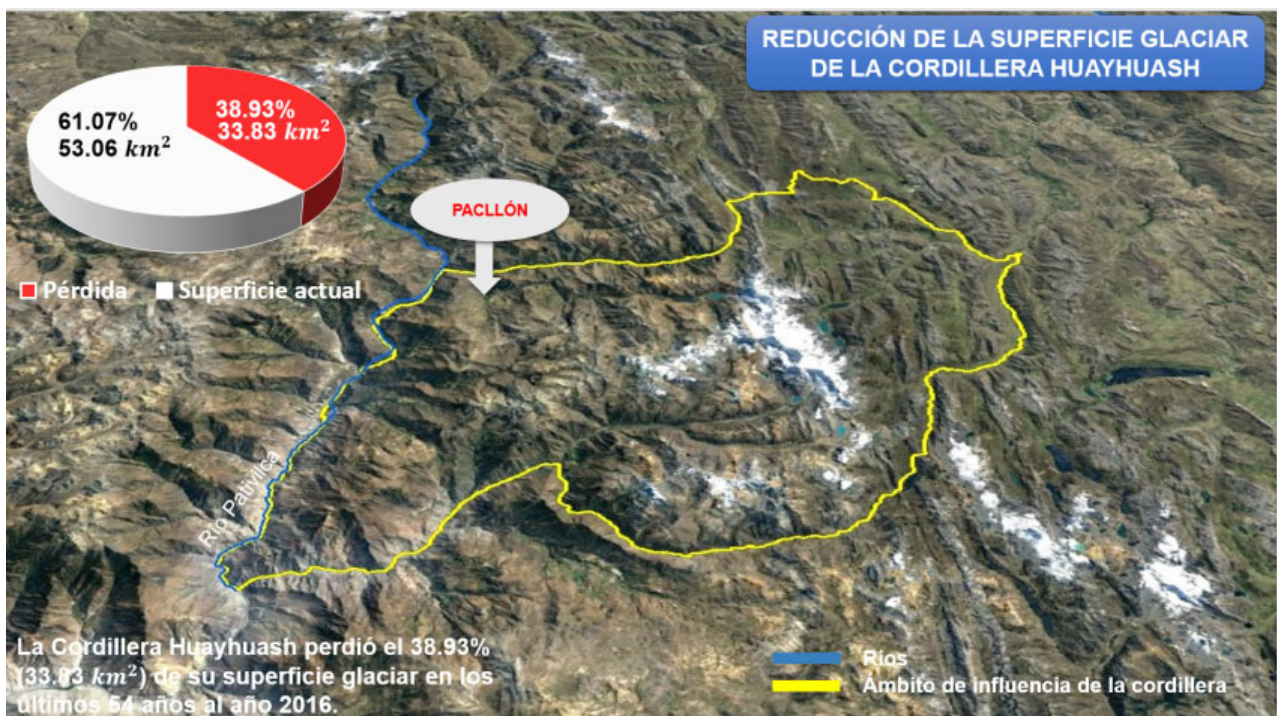 REDUCCIÓN DE LA SUPERFICIE GLACIAR
DE LA CORDILLERA HUAYHUASH
61.07%
53.06 km²
38.93%
33.83 km²
Pérdida
Superficie actual
PACLLÓN
Río Pativilca
La Cordillera Huayhuash perdió el 38.93%
(33.83 km²) de su superficie glaciar en los
últimos 54 años al año 2016.
Ríos
Ámbito de influencia de la cordillera